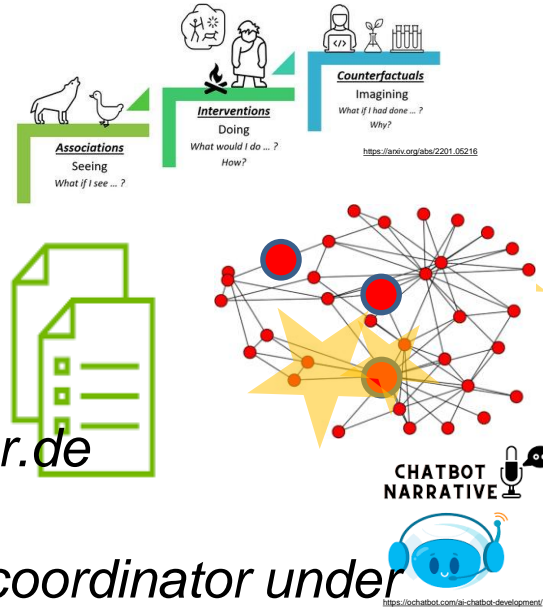 Counterfactuals
Imagining
What if I had done ... ?
Why?
https://arxiv.org/abs/2201.05216
Interventions
Doing
What would I do ... ?
How?
Associations
Seeing
What if I see ... ?
</>
r.de
CHATBOT
NARRATIVE
coordinator under
https://ochatbot.com/ai-chatbot-development/